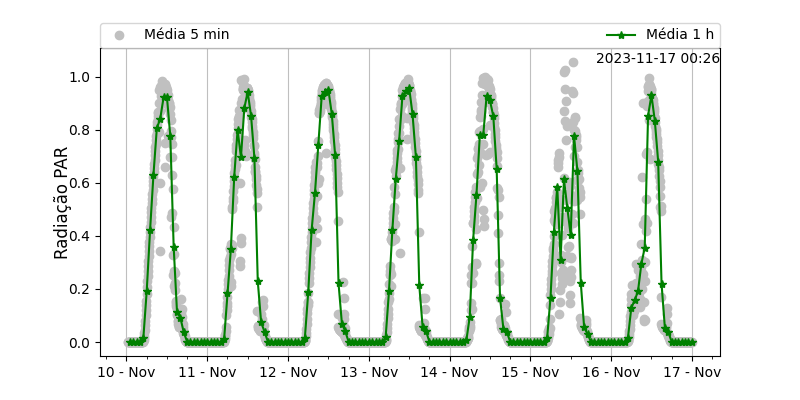 Média 5 min
Média 1 h
2023-11-17 00:26
Radiação PAR
1.0
0.8
0.6
0.4
0.2
0.0
10 - Nov
11 - Nov
12 - Nov
13 - Nov
14 - Nov
15 - Nov
16 - Nov
17 - Nov